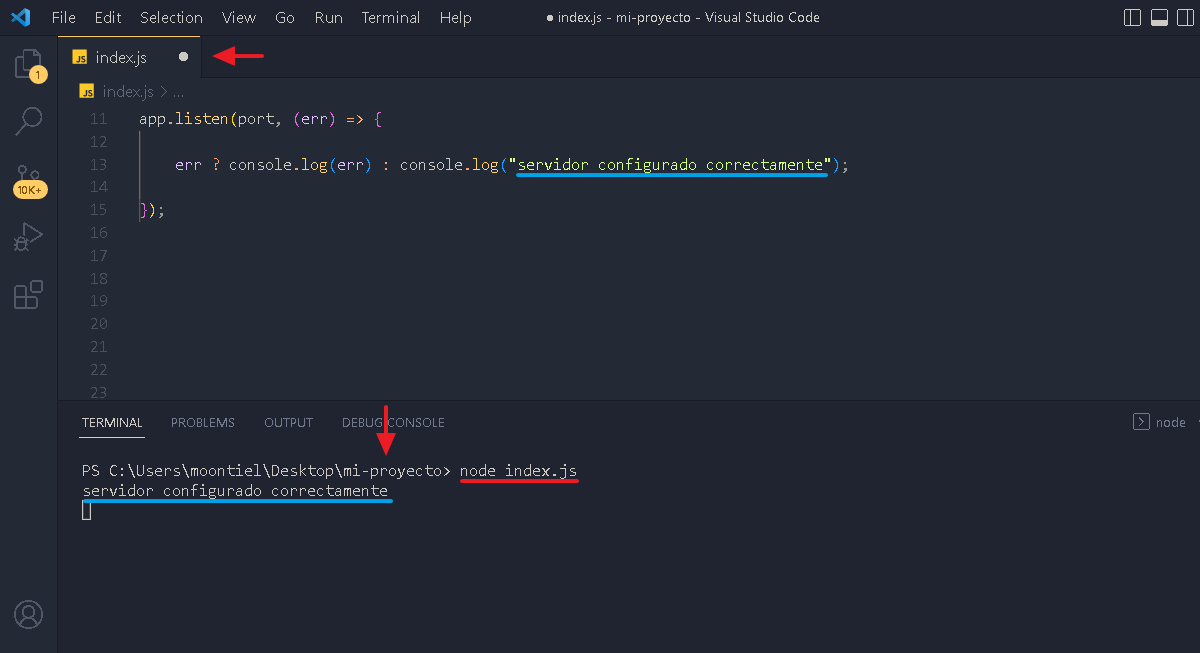 File Edit Selection View Go Run Terminal Help ● index.js - mi-proyecto - Visual Studio Code
JS index.js ●
1
JS index.js > ...
11 app.listen(port, (err) => {
12
13 err ? console.log(err) : console.log("servidor configurado correctamente");
14
10K+
15 });
16
17
18
19
20
21
22
23
TERMINAL PROBLEMS OUTPUT DEBUG CONSOLE node
PS C:\Users\moontiel\Desktop\mi-proyecto> node index.js
servidor configurado correctamente